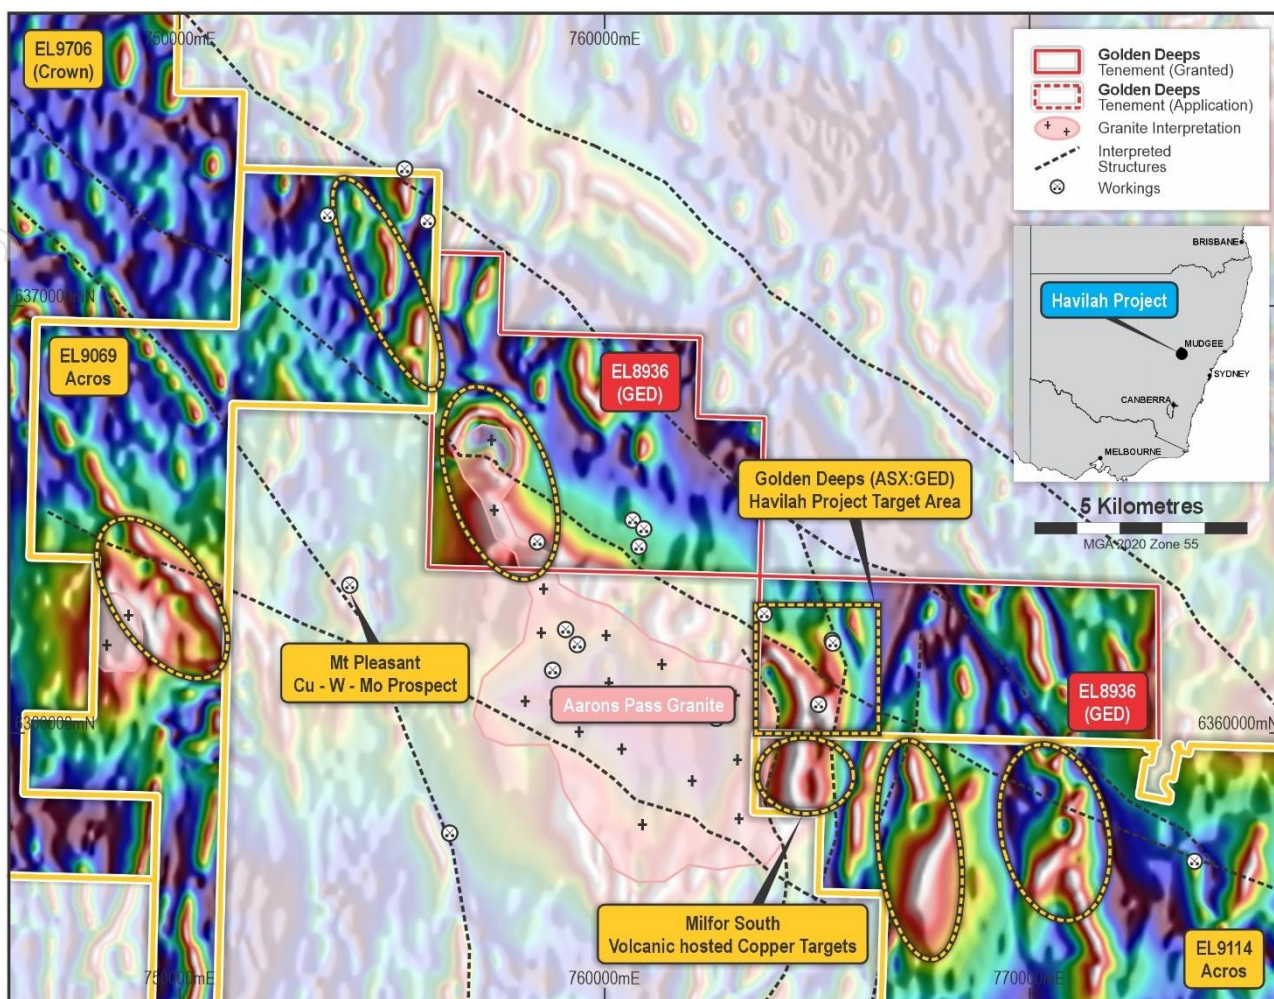 EL9706
(Crown)
750000mE
760000mE
Golden Deeps
Tenement (Granted)
Golden Deeps
Tenement (Application)
Granite Interpretation
Interpreted
Structures
Workings
BRISBANE
Havilah Project
MUDGEE
SYDNEY
CANBERRA
MELBOURNE
5 Kilometres
MGA 2020 Zone 55
6370000mN
EL9069
Acros
EL8936
(GED)
Golden Deeps (ASX:GED)
Havilah Project Target Area
Mt Pleasant
Cu - W - Mo Prospect
Aarons Pass Granite
EL8936
(GED)
6360000mN
6360000mN
Milfor South
Volcanic hosted Copper Targets
EL9114
Acros
750000mE
760000mE
770000mE